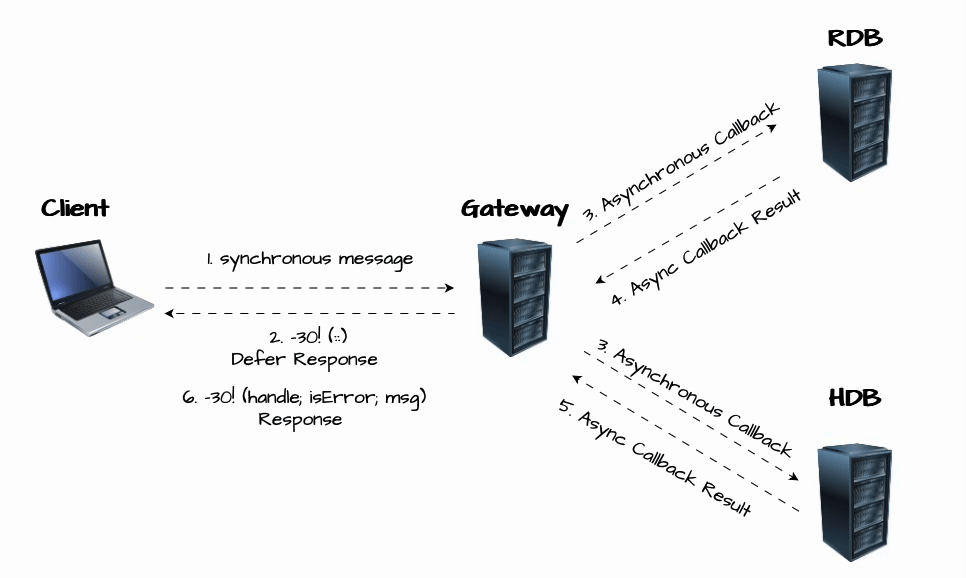 RDB
Client
Gateway
3. Asynchronous Callback
1. synchronous message
4. Async Callback Result
2. -30! (::)
Defer Response
3. Asynchronous Callback
6. -30! (handle; isError; msg)
Response
HDB
5. Async Callback Result